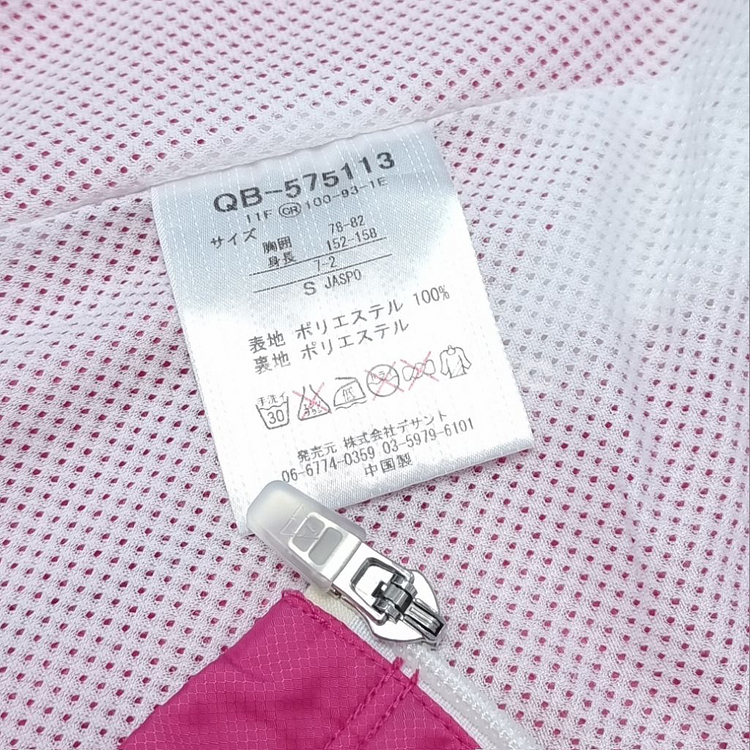 QB-575113
11F CR 100-93-1E
サイズ
胸囲 78-82
身長 152-158
7-2
S JASPO
表地 ポリエステル 100%
裏地 ポリエステル
手洗イ
30
低
発売元 株式会社デサント
06-6774-0359 03-5979-6101
中国製